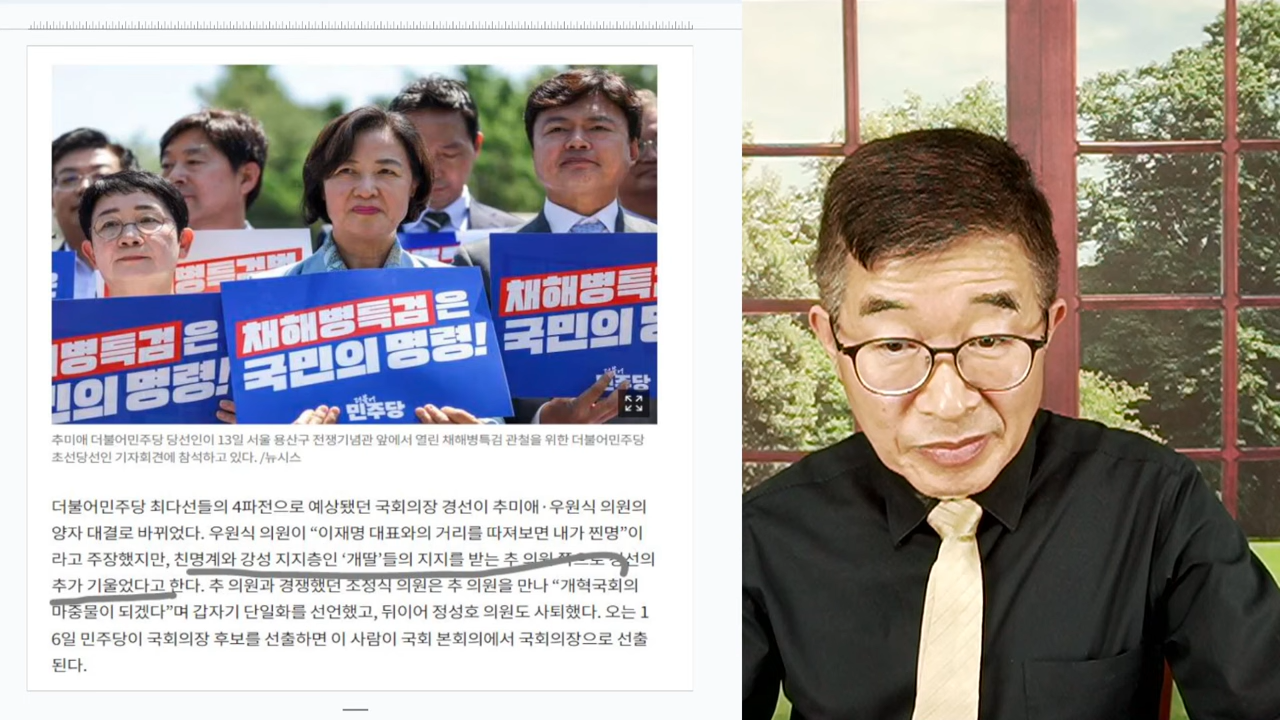 병특검법
병특검은
민의 명령!
채해병특검은
국민의 명령!
더불어
민주당
채해병특검
국민의 명
더불어
민주당
추미애 더불어민주당 당선인이 13일 서울 용산구 전쟁기념관 앞에서 열린 채해병특검 관철을 위한 더불어민주당
초선당선인 기자회견에 참석하고 있다. /뉴시스
더불어민주당 최다선들의 4파전으로 예상됐던 국회의장 경선이 추미애·우원식 의원의
양자 대결로 바뀌었다. 우원식 의원이 “이재명 대표와의 거리를 따져보면 내가 찐명”이
라고 주장했지만, 친명계와 강성 지지층인 ‘개딸’들의 지지를 받는 추 의원 쪽으로 경선의
추가 기울었다고 한다. 추 의원과 경쟁했던 조정식 의원은 추 의원을 만나 “개혁국회의
마중물이 되겠다”며 갑자기 단일화를 선언했고, 뒤이어 정성호 의원도 사퇴했다. 오는 1
6일 민주당이 국회의장 후보를 선출하면 이 사람이 국회 본회의에서 국회의장으로 선출
된다.